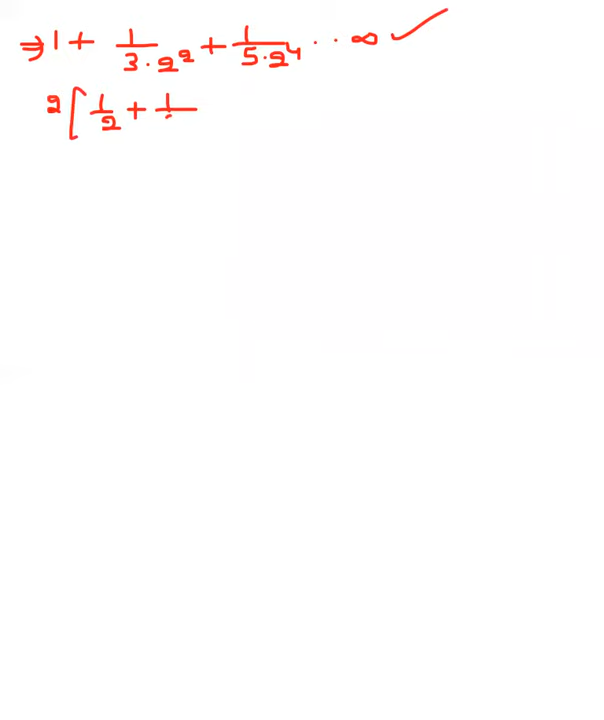 ⇒ 1 + 1/(3·2²) + 1/(5·2⁴) ·· ∞ ✓
2[ 1/2 + 1/